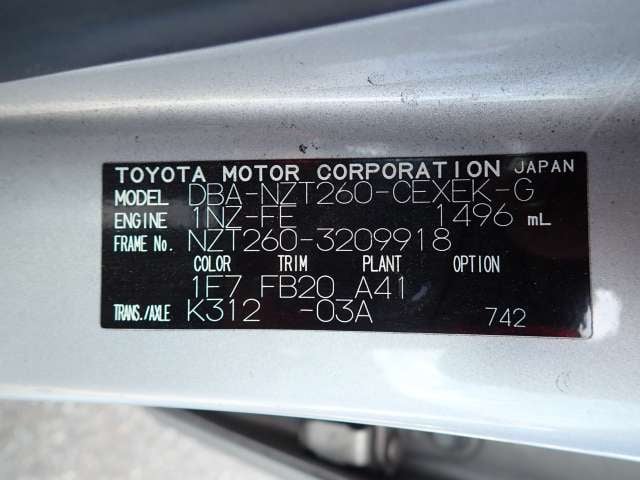 TOYOTA MOTOR CORPORATION JAPAN
MODEL DBA-NZT260-CEXEK-G
ENGINE 1NZ-FE 1496 mL
FRAME No. NZT260-3209918
COLOR TRIM PLANT OPTION
1E7 FB20 A41
TRANS./AXLE K312 -03A 742